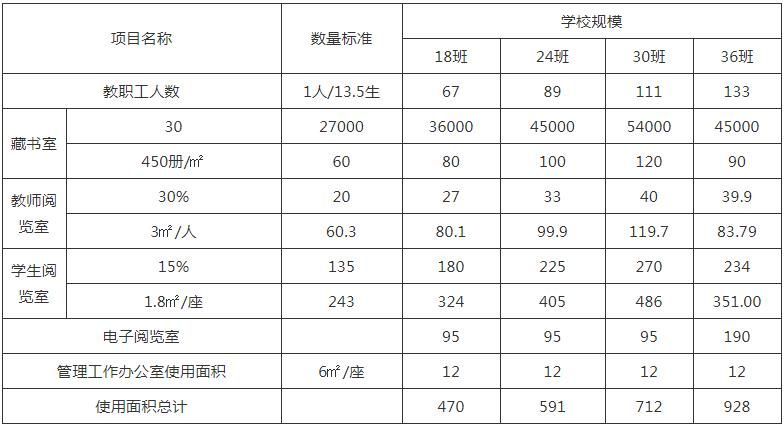 项目名称 数量标准 学校规模
18班 24班 30班 36班
教职工人数 1人/13.5生 67 89 111 133
藏书室 30 27000 36000 45000 54000 45000
450册/㎡ 60 80 100 120 90
教师阅览室 30% 20 27 33 40 39.9
3㎡/人 60.3 80.1 99.9 119.7 83.79
学生阅览室 15% 135 180 225 270 234
1.8㎡/座 243 324 405 486 351.00
电子阅览室 95 95 95 190
管理工作办公室使用面积 6㎡/座 12 12 12 12
使用面积总计 470 591 712 928